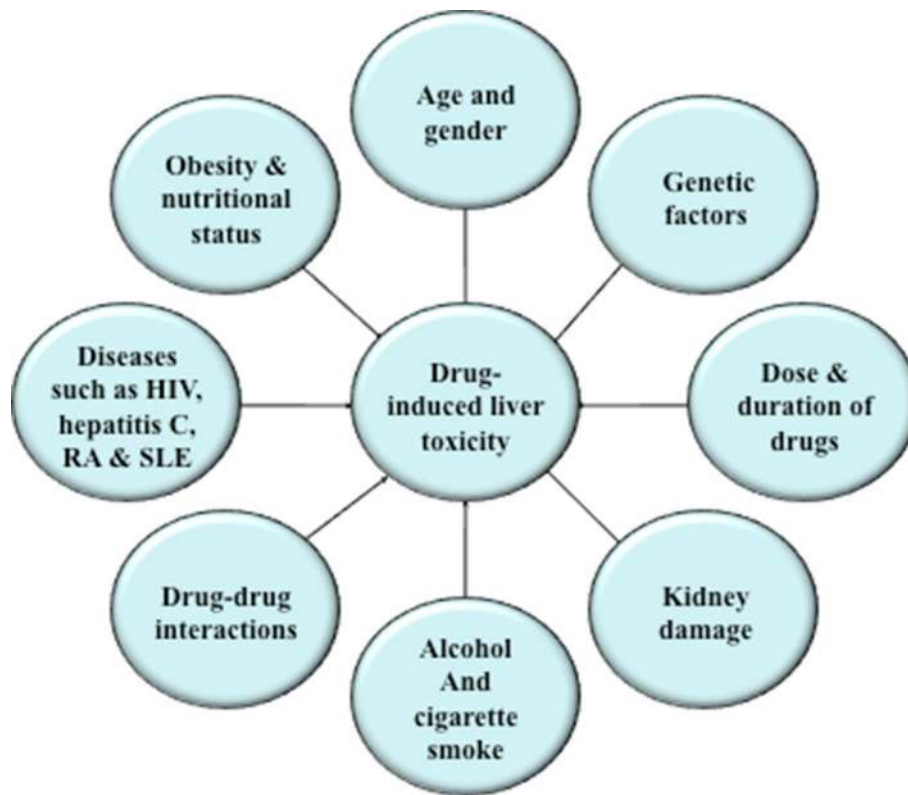 Age and
gender
Obesity &
nutritional
status
Genetic
factors
Diseases
such as HIV,
hepatitis C,
RA & SLE
Drug-
induced liver
toxicity
Dose &
duration of
drugs
Drug-drug
interactions
Kidney
damage
Alcohol
And
cigarette
smoke